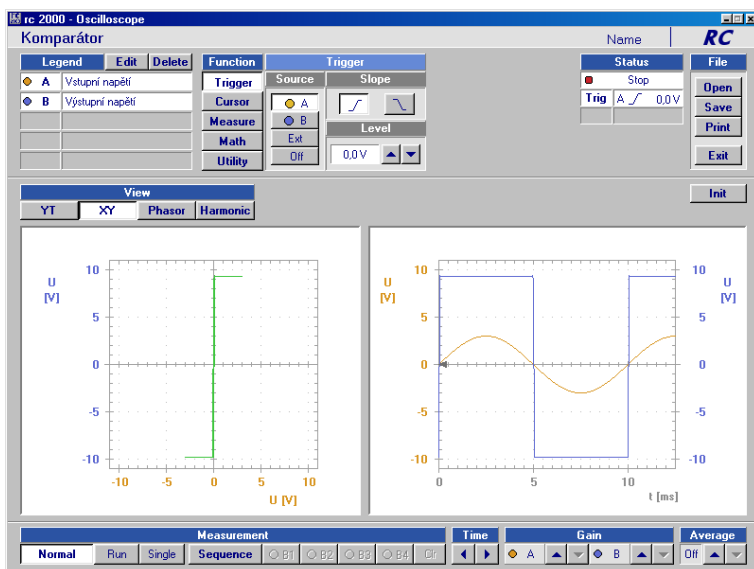 rc 2000 - Oscilloscope
Komparátor Name RC
Legend Edit Delete Function Trigger Status File
A Vstupní napětí Trigger Source Slope Stop Open
B Výstupní napětí Cursor A Trig A 0,0 V Save
Measure B Level Print
Math Ext 0,0 V
Utility Off Exit
View Init
YT XY Phasor Harmonic
U [V] 10 5 0 -5 -10
-10 -5 0 5 10
U [V]
U [V] 10 5 0 -5 -10
10 5 0 -5 -10 U [V]
0 5 10
t [ms]
Measurement Time Gain Average
Normal Run Single Sequence B1 B2 B3 B4 Clr A B Off